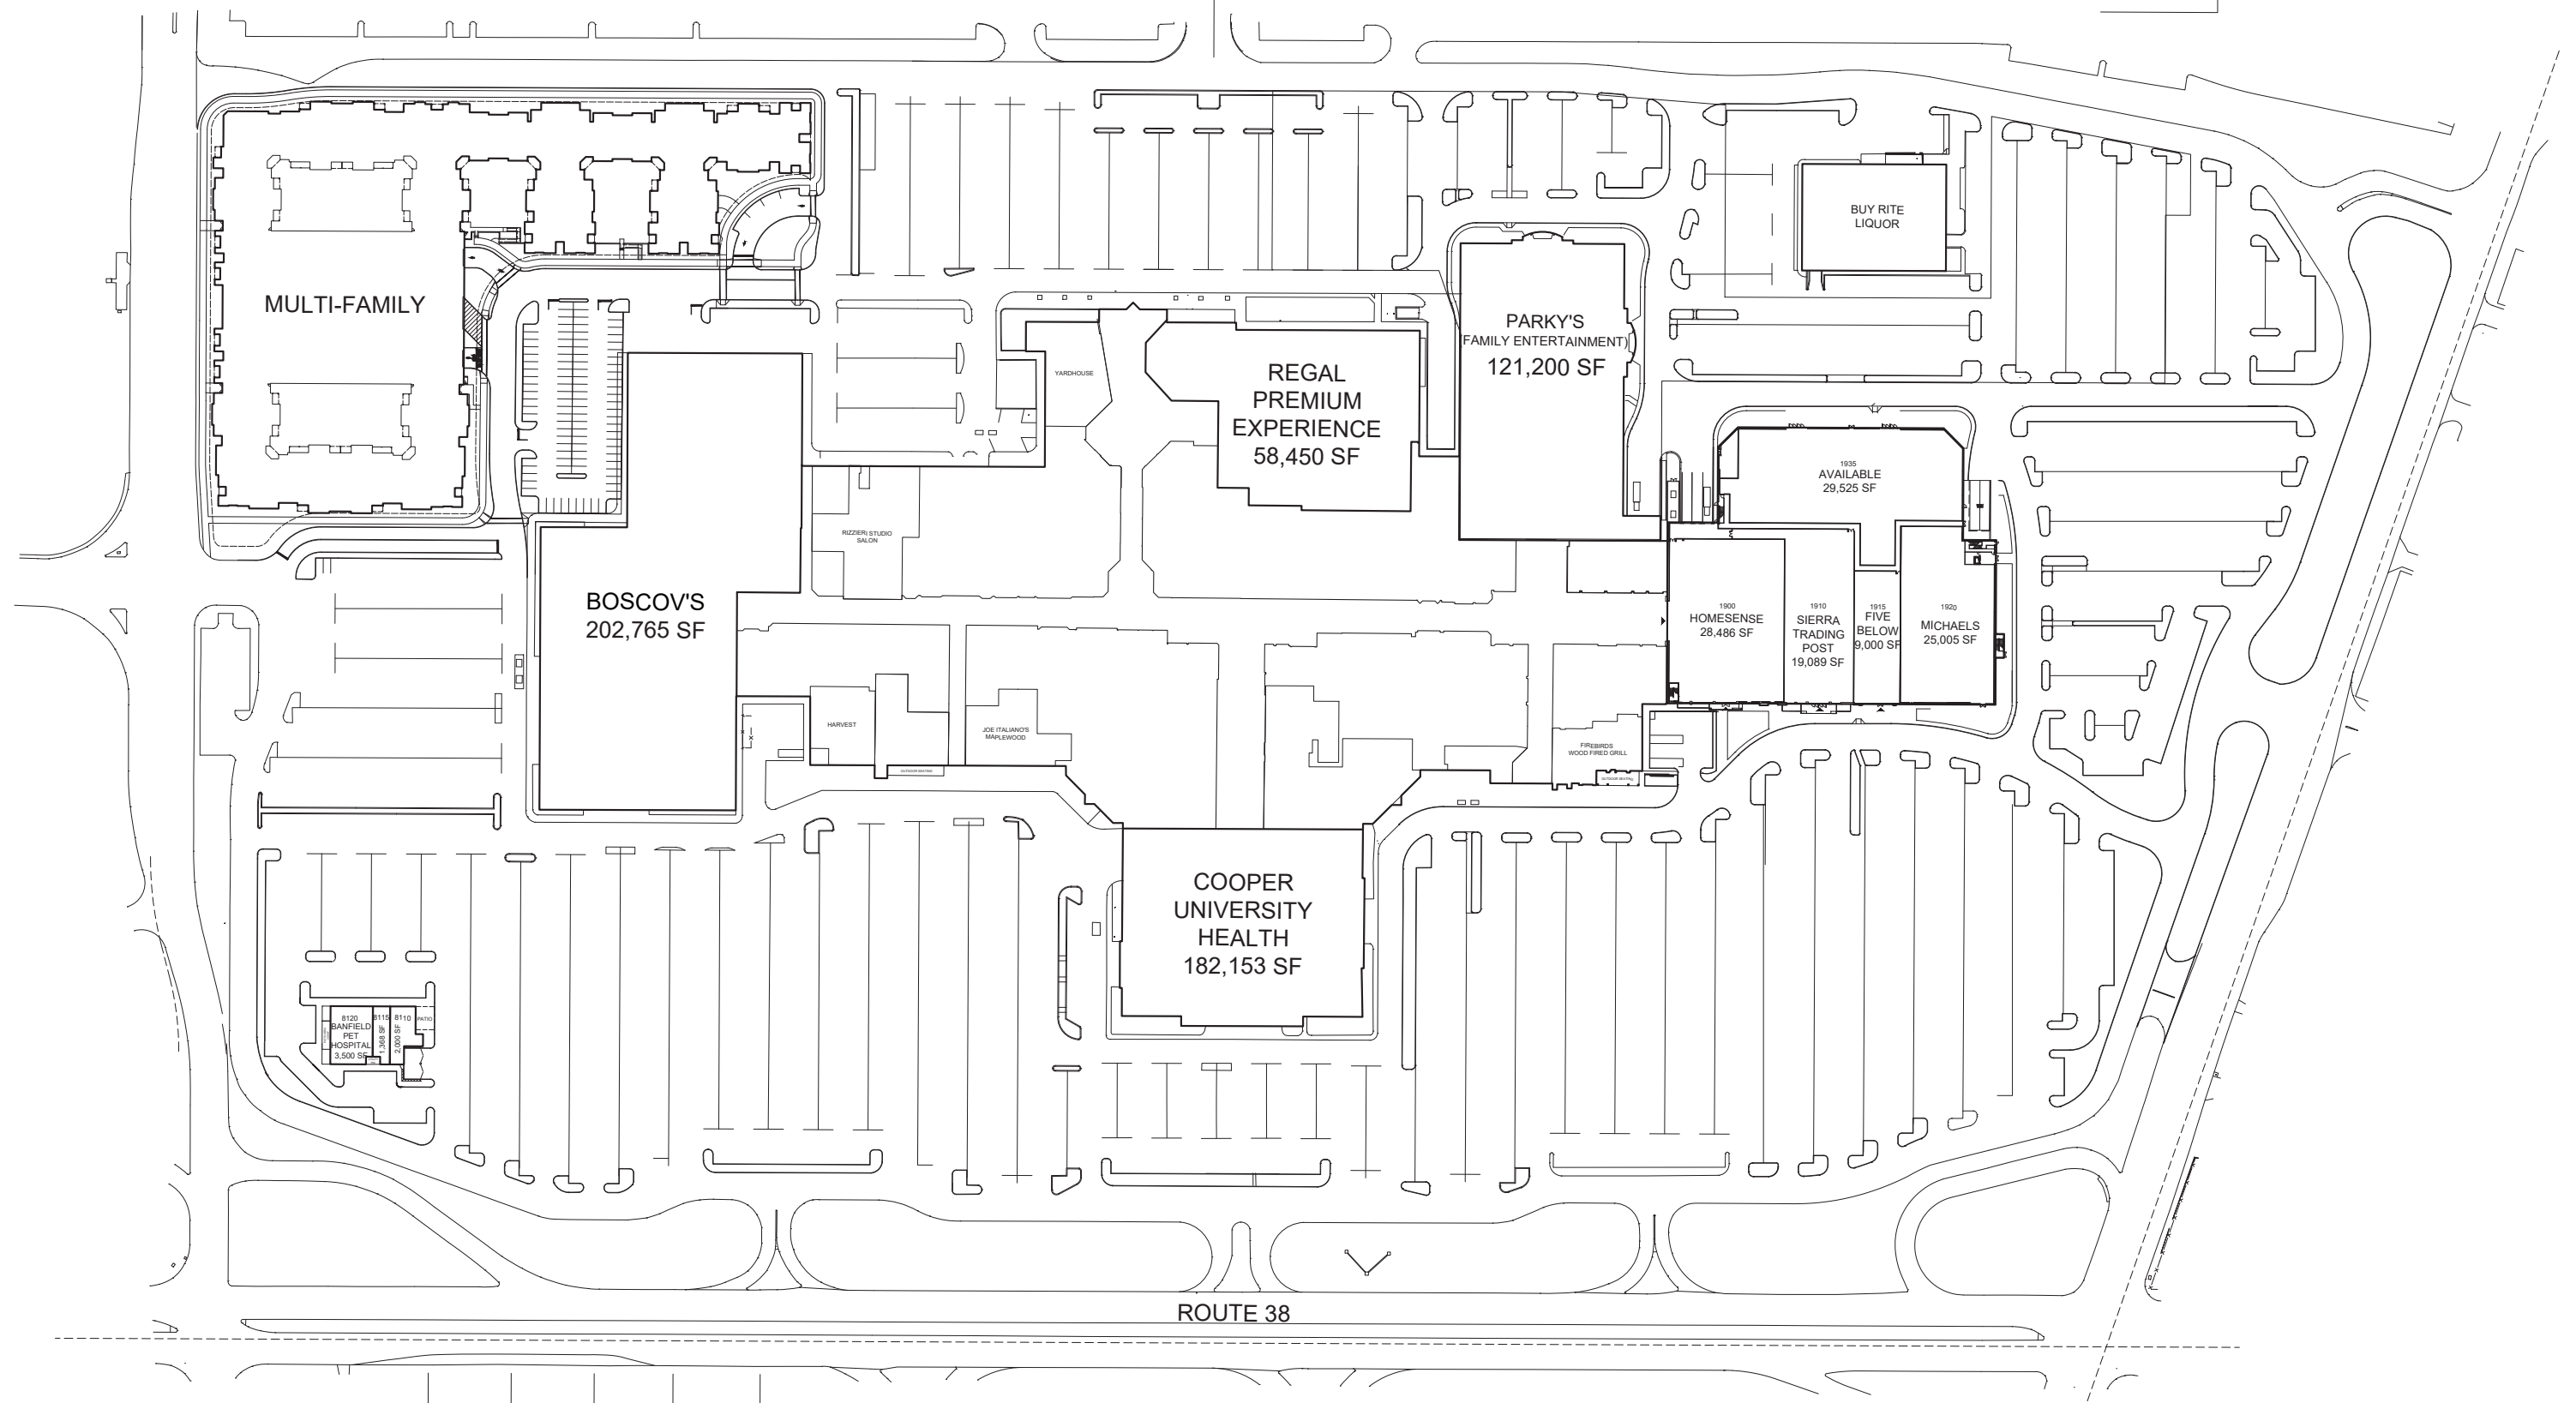 MULTI-FAMILY
BUY RITE
LIQUOR
PARKY'S
(FAMILY ENTERTAINMENT)
121,200 SF
YARDHOUSE
REGAL
PREMIUM
EXPERIENCE
58,450 SF
1935
AVAILABLE
29,525 SF
RIZZIERI STUDIO
SALON
BOSCOV'S
202,765 SF
1900
HOMESENSE
28,486 SF
1910
SIERRA
TRADING
POST
19,089 SF
1915
FIVE
BELOW
9,000 SF
1920
MICHAELS
25,005 SF
HARVEST
JOE ITALIANO'S
MAPLEWOOD
OUTDOOR SEATING
FIREBIRDS
WOOD FIRED GRILL
OUTDOOR SEATING
COOPER
UNIVERSITY
HEALTH
182,153 SF
8120
BANFIELD
PET
HOSPITAL
3,500 SF
8115
1,368 SF
8110
2,000 SF
PATIO
ROUTE 38